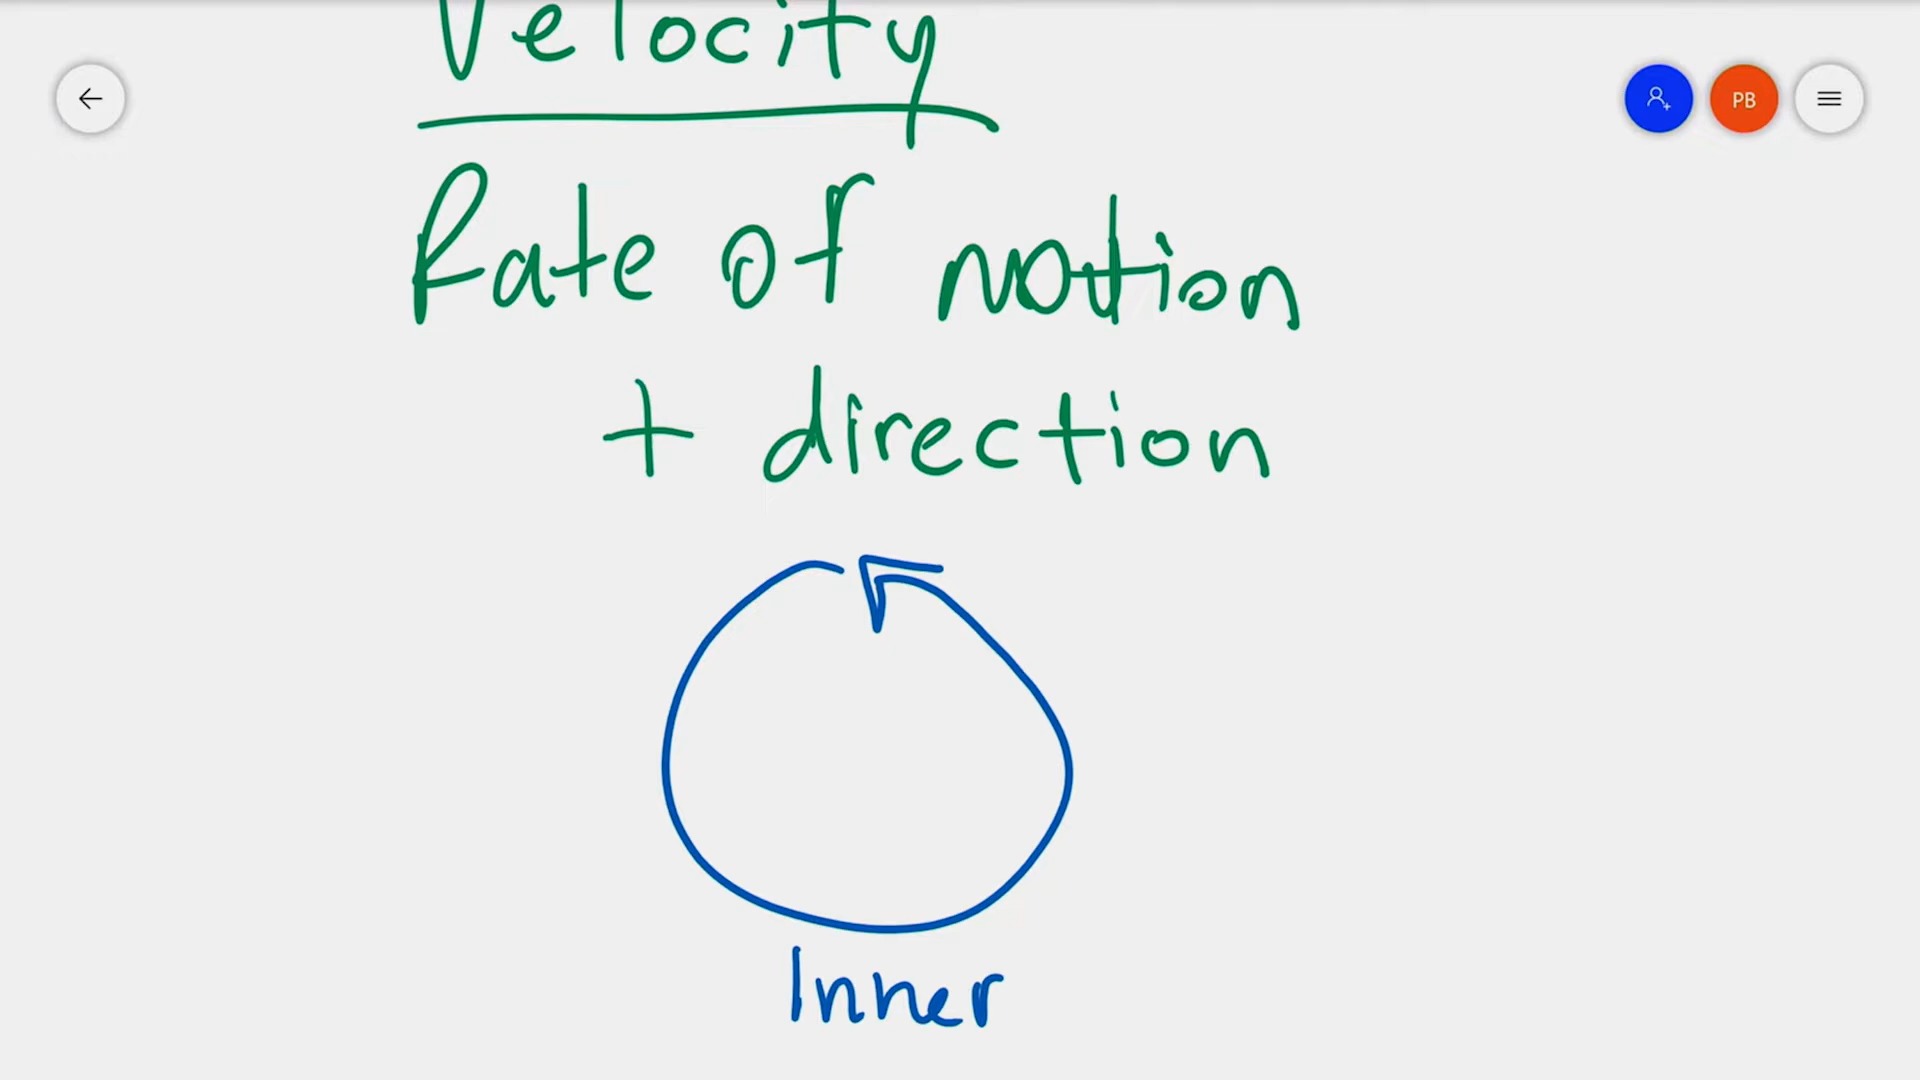 Velocity
PB
Rate of motion
+ direction
Inner